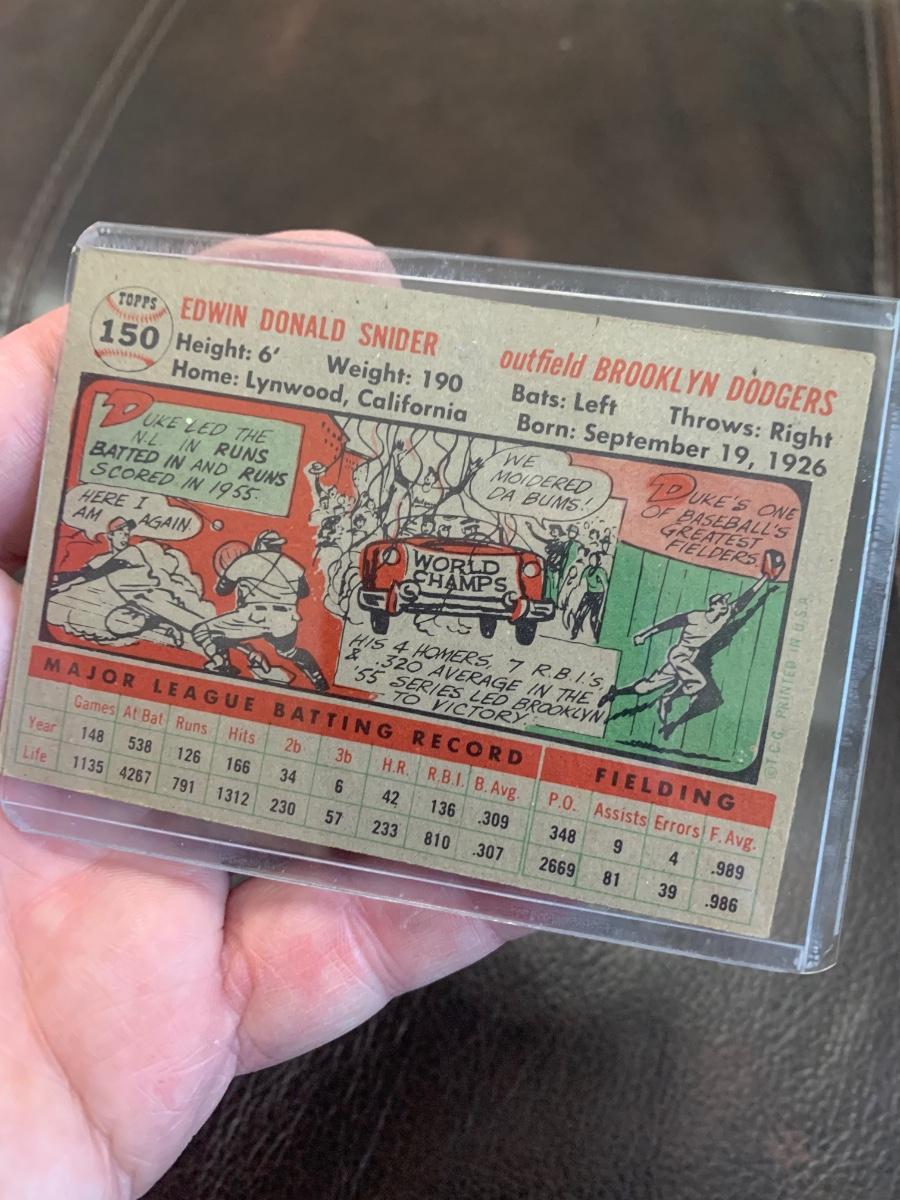 TOPPS
150
EDWIN DONALD SNIDER
outfield BROOKLYN DODGERS
Height: 6' Weight: 190
Bats: Left Throws: Right
Home: Lynwood, California
Born: September 19, 1926
DUKE LED THE
N.L. IN RUNS
BATTED IN AND RUNS
SCORED IN 1955.
HERE I
AM AGAIN.
WE
MOIDERED
DA BUMS!
WORLD
CHAMPS
HIS 4 HOMERS, 7 R.B.I.'S,
& .320 AVERAGE IN THE
'55 SERIES LED BROOKLYN
TO VICTORY.
DUKE'S ONE
OF BASEBALL'S
GREATEST
FIELDERS.
© T.C.G. PRINTED IN U.S.A.
MAJOR LEAGUE BATTING RECORD
FIELDING
Games At Bat Runs Hits 2b 3b H.R. R.B.I. B. Avg. P.O. Assists Errors F. Avg.
Year 148 538 126 166 34 6 42 136 .309 348 9 4 .989
Life 1135 4267 791 1312 230 57 233 810 .307 2669 81 39 .986